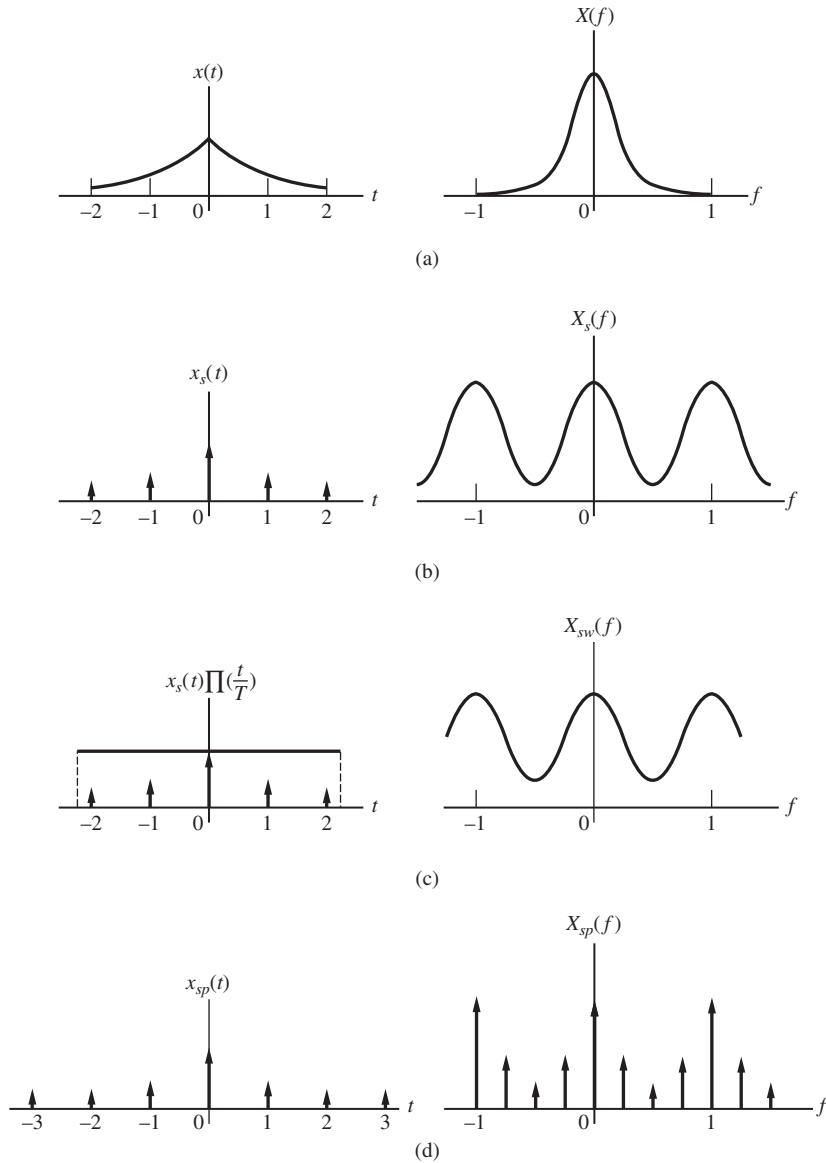 x(t)
X(f)
–2 –1 0 1 2 t
–1 0 1 f
(a)
x_s(t)
X_s(f)
–2 –1 0 1 2 t
–1 0 1 f
(b)
x_s(t)∏(t/T)
X_sw(f)
–2 –1 0 1 2 t
–1 0 1 f
(c)
x_sp(t)
X_sp(f)
–3 –2 –1 0 1 2 3 t
–1 0 1 f
(d)